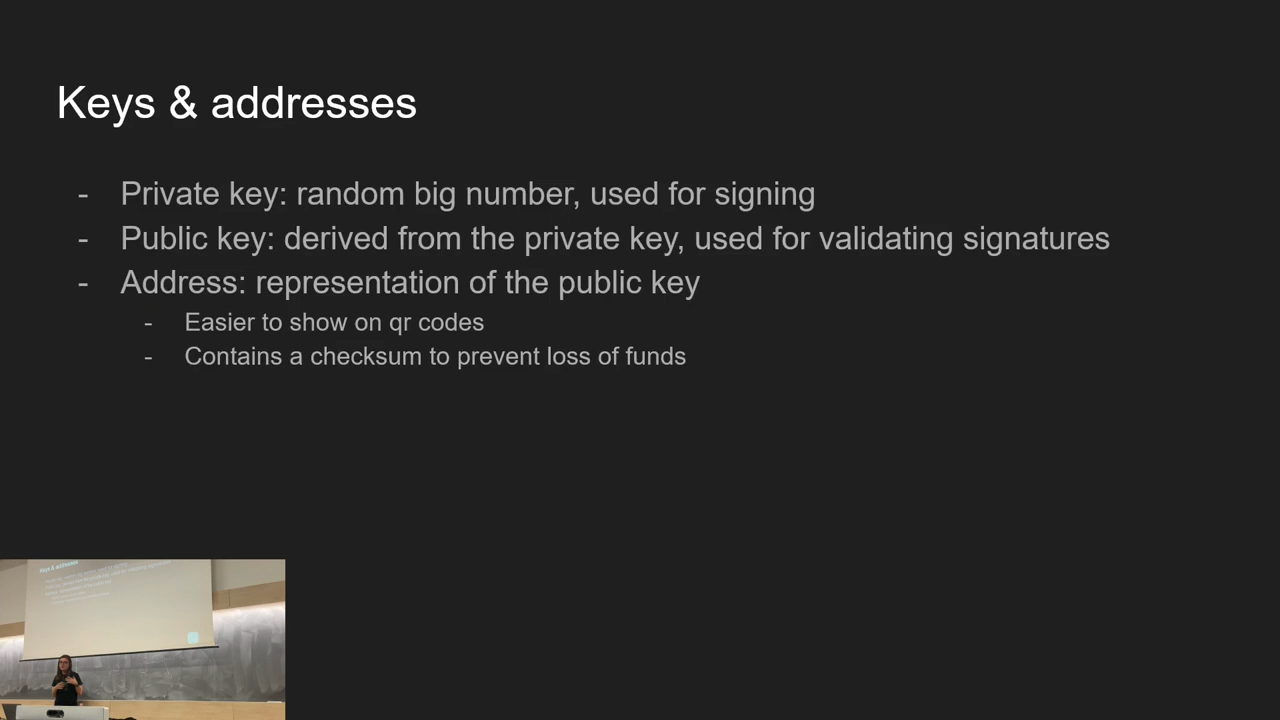 Keys & addresses
- Private key: random big number, used for signing
- Public key: derived from the private key, used for validating signatures
- Address: representation of the public key
- Easier to show on qr codes
- Contains a checksum to prevent loss of funds
Keys & addresses